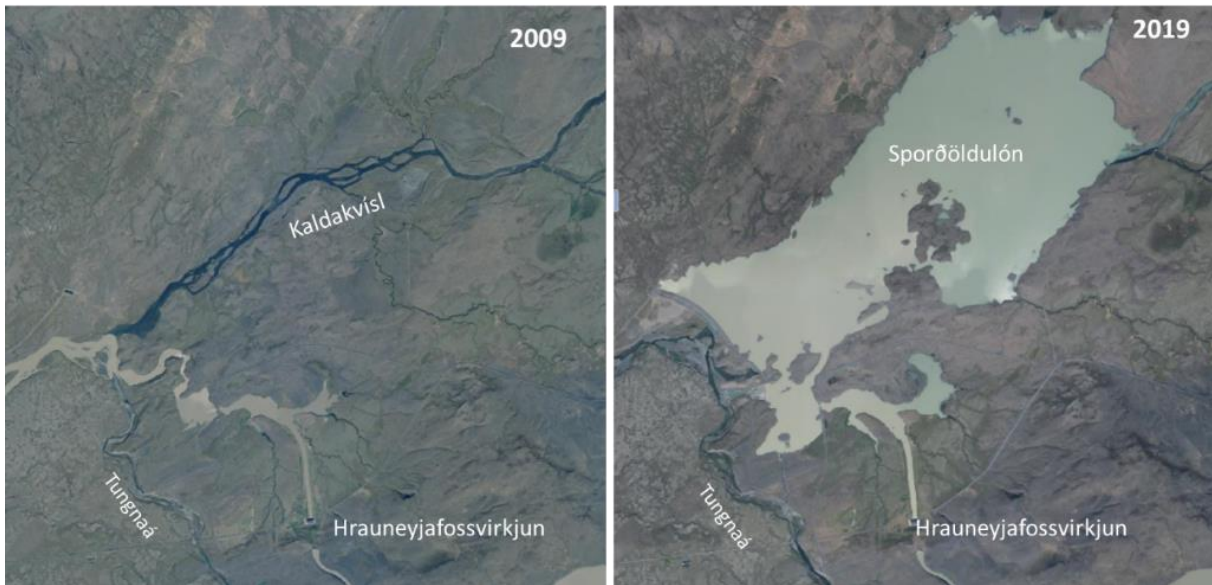 2009
Kaldakvísl
Tungnaá
Hrauneyjafossvirkjun
2019
Sporðöldulón
Tungnaá
Hrauneyjafossvirkjun